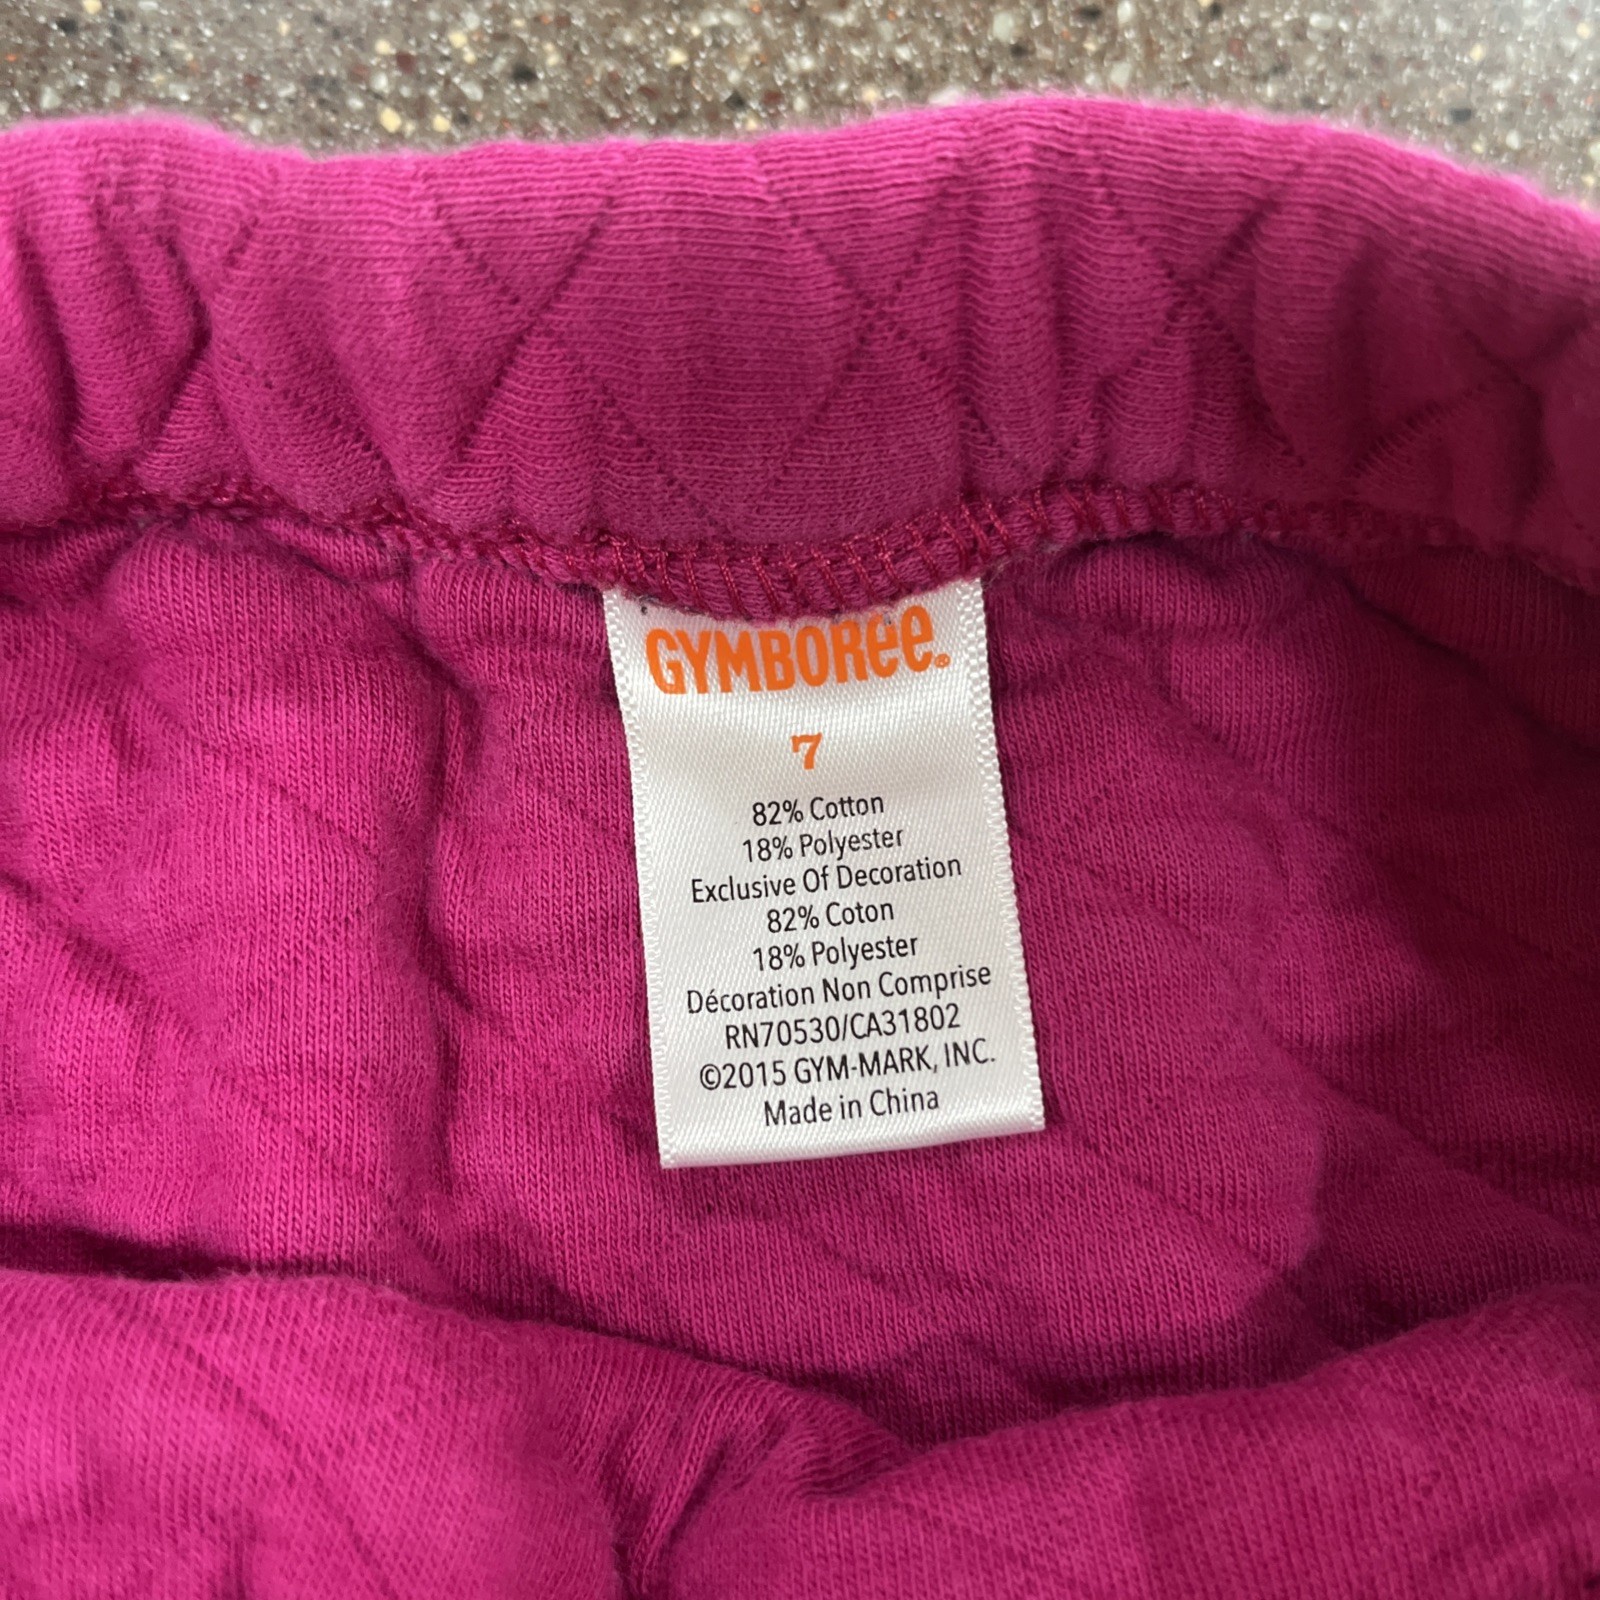 GYMBOREE®
7
82% Cotton
18% Polyester
Exclusive Of Decoration
82% Coton
18% Polyester
Décoration Non Comprise
RN70530/CA31802
©2015 GYM-MARK, INC.
Made in China